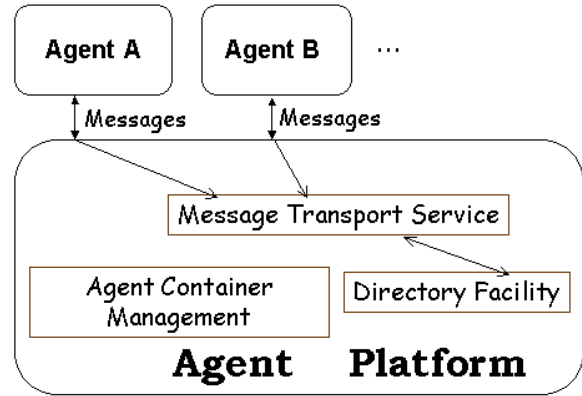 Agent A
Agent B
...
Messages
Messages
Message Transport Service
Agent Container
Management
Directory Facility
Agent Platform